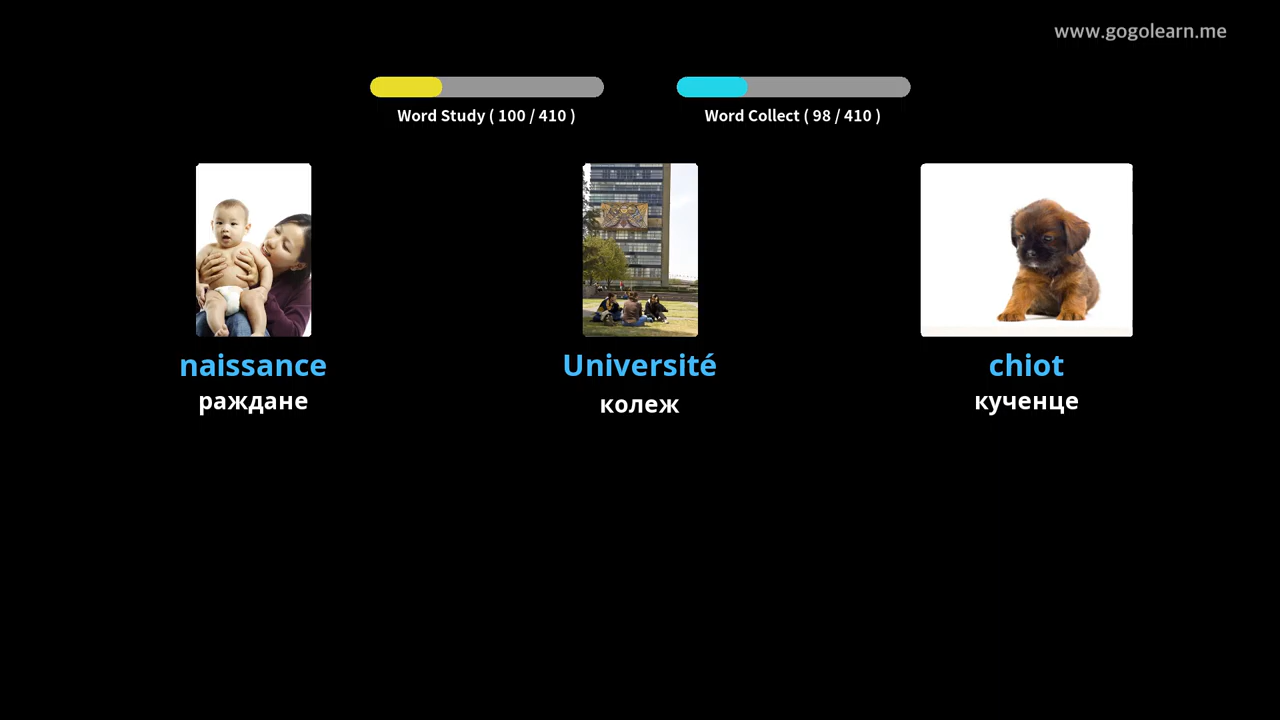 www.gogolearn.me
Word Study ( 100 / 410 )
Word Collect ( 98 / 410 )
naissance
раждане
Université
колеж
chiot
кученце